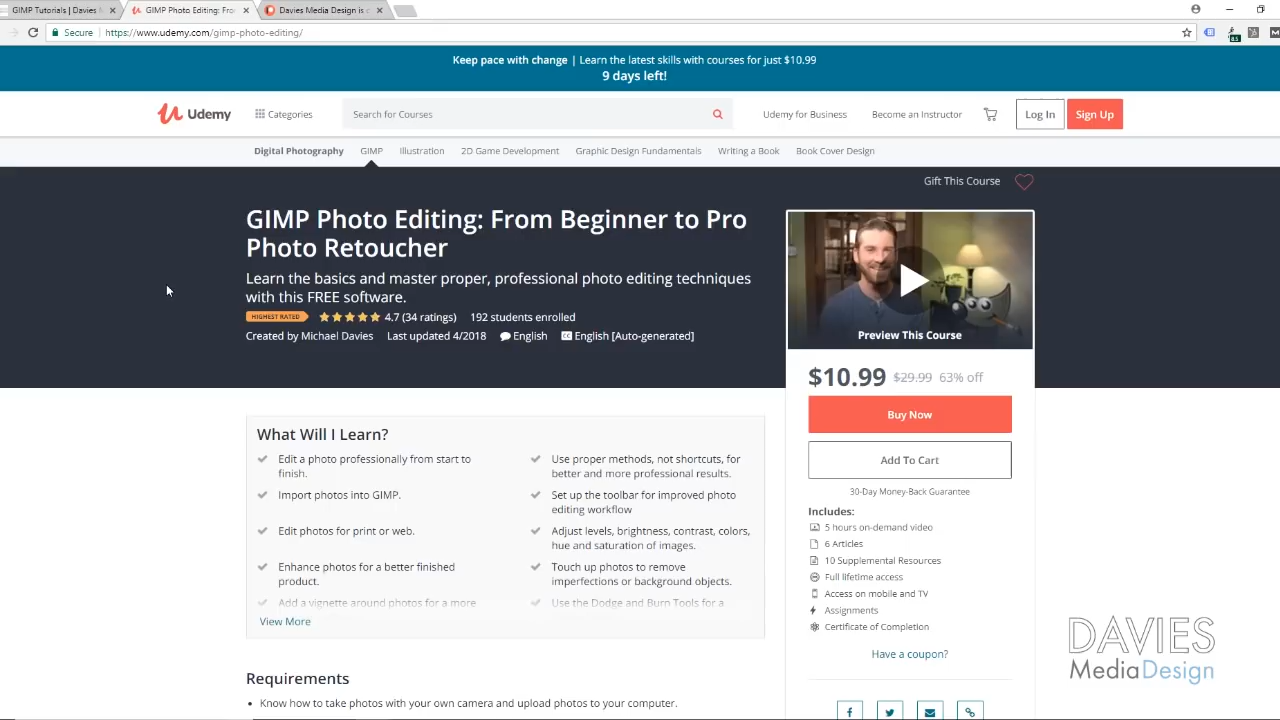 GIMP Tutorials | Davies M
GIMP Photo Editing: Fro
Davies Media Design is c
Secure
https://www.udemy.com/gimp-photo-editing/
Keep pace with change | Learn the latest skills with courses for just $10.99
9 days left!
Udemy
Categories
Search for Courses
Udemy for Business
Become an Instructor
Log In
Sign Up
Digital Photography
GIMP
Illustration
2D Game Development
Graphic Design Fundamentals
Writing a Book
Book Cover Design
Gift This Course
GIMP Photo Editing: From Beginner to Pro
Photo Retoucher
Learn the basics and master proper, professional photo editing techniques
with this FREE software.
HIGHEST RATED
4.7 (34 ratings)
192 students enrolled
Created by Michael Davies
Last updated 4/2018
English
English [Auto-generated]
Preview This Course
$10.99 $29.99 63% off
Buy Now
Add To Cart
30-Day Money-Back Guarantee
Includes:
5 hours on-demand video
6 Articles
10 Supplemental Resources
Full lifetime access
Access on mobile and TV
Assignments
Certificate of Completion
Have a coupon?
What Will I Learn?
Edit a photo professionally from start to
finish.
Import photos into GIMP.
Edit photos for print or web.
Enhance photos for a better finished
product.
Add a vignette around photos for a more
Use proper methods, not shortcuts, for
better and more professional results.
Set up the toolbar for improved photo
editing workflow
Adjust levels, brightness, contrast, colors,
hue and saturation of images.
Touch up photos to remove
imperfections or background objects.
Use the Dodge and Burn Tools for a
View More
Requirements
Know how to take photos with your own camera and upload photos to your computer.
DAVIES
MediaDesign